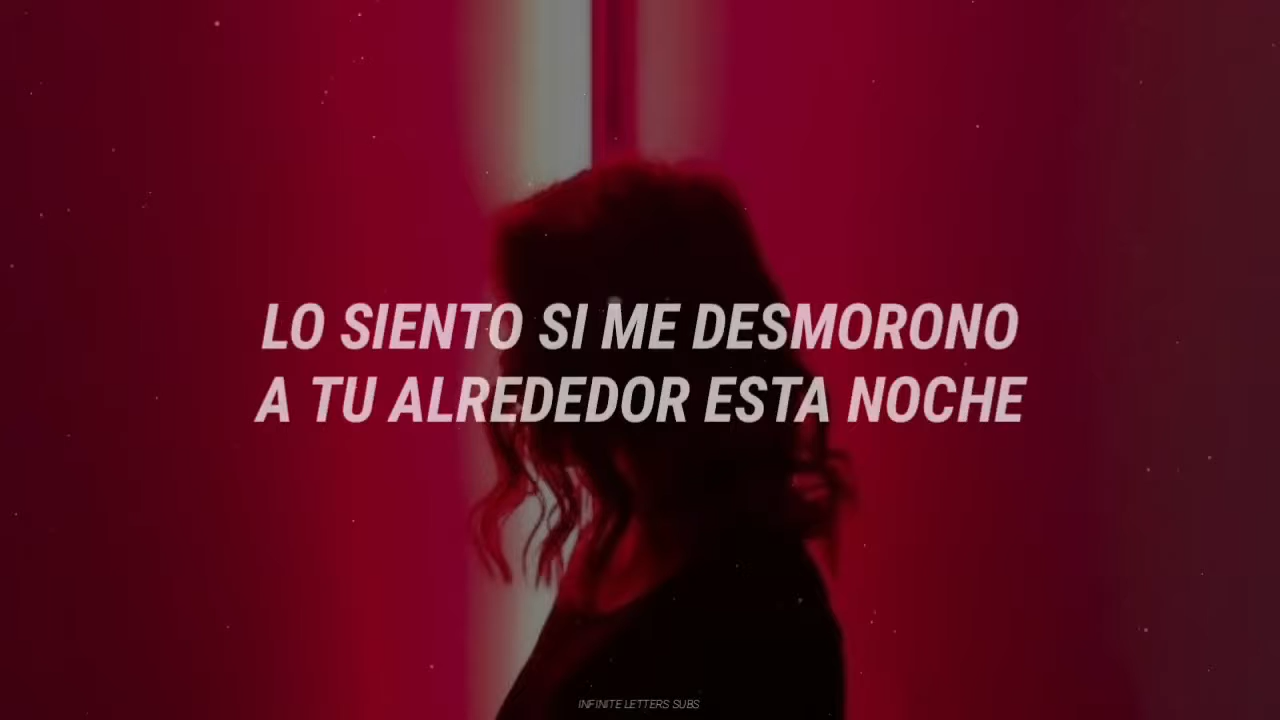 LO SIENTO SI ME DESMORONO
A TU ALREDEDOR ESTA NOCHE
INFINITE LETTERS SUBS